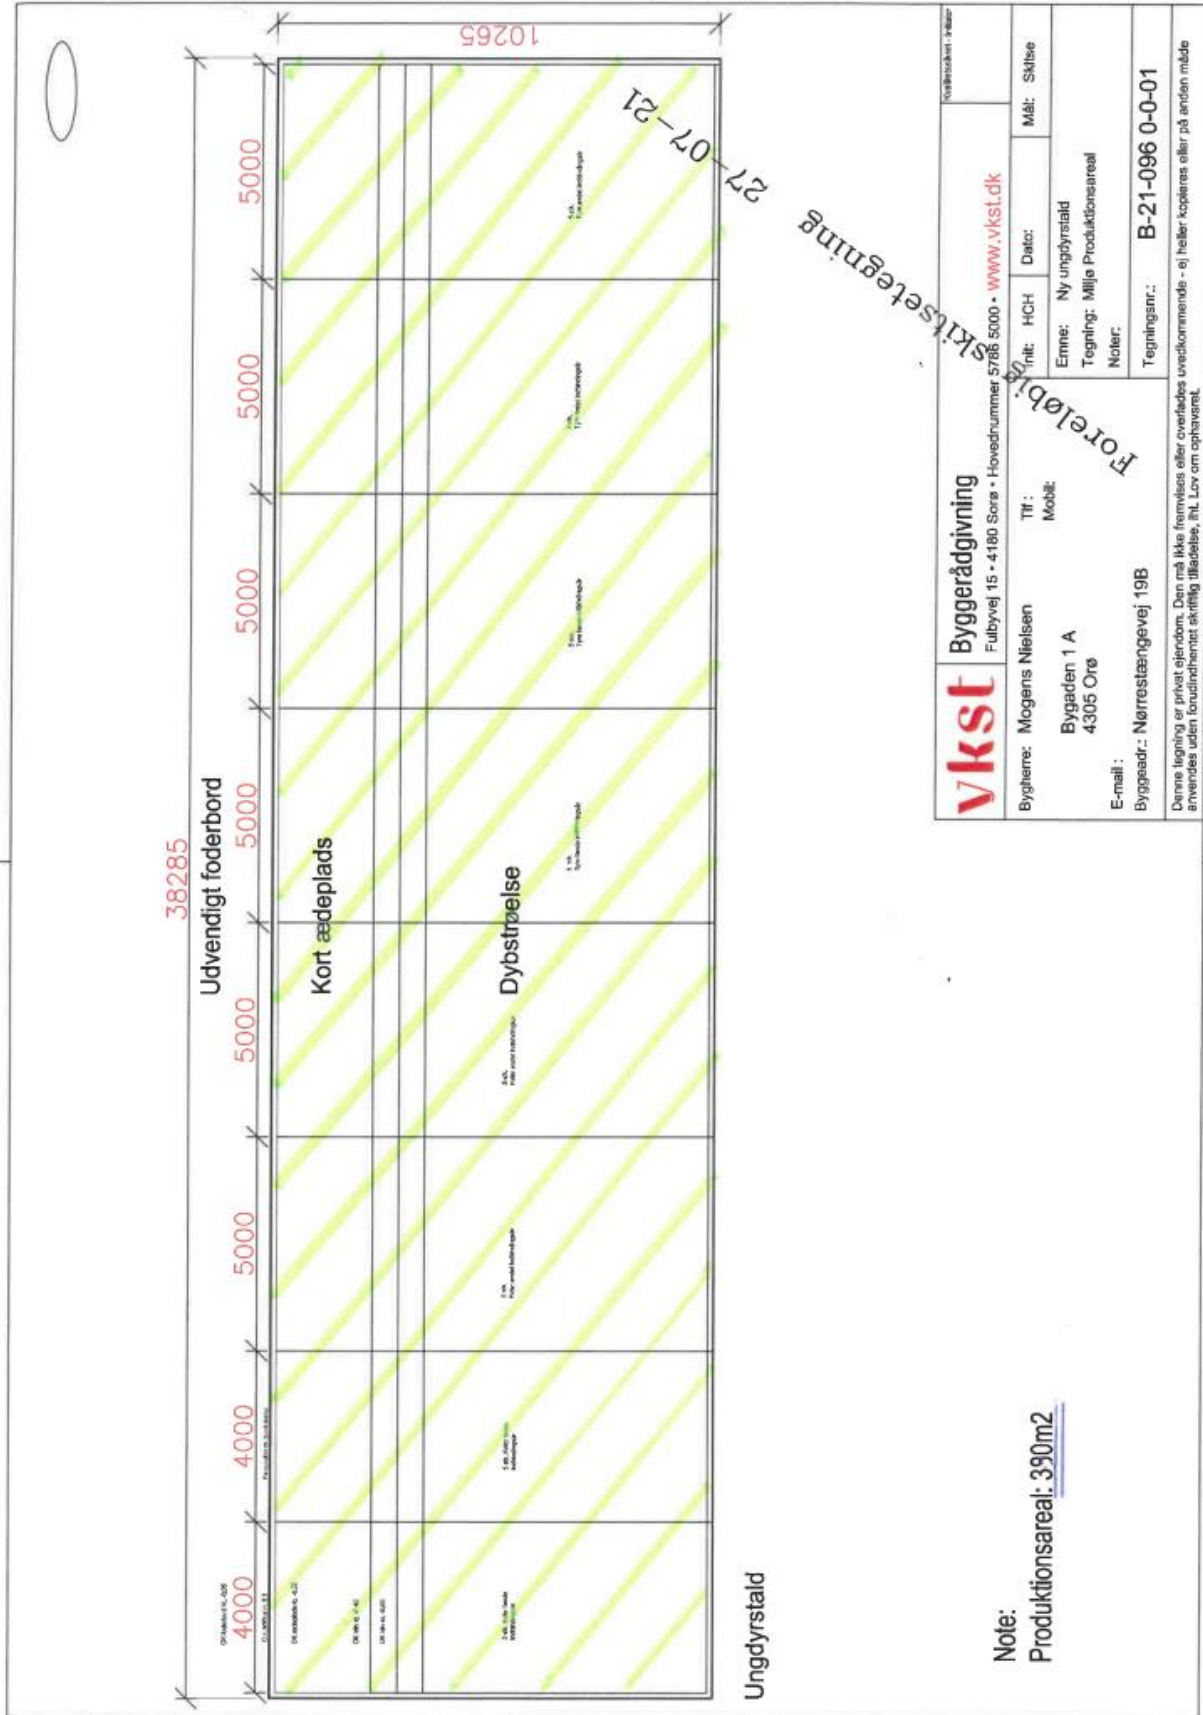 38285
Udvendigt foderbord
4000
4000
5000
5000
5000
5000
5000
5000
10265
Kort ædeplads
Dybstrøelse
Ungdyrstald
Note:
Produktionsareal: 390m2
Foreløbig skitsetegning 27-07-21
vkst
Byggerådgivning
Fulbyvej 15 • 4180 Sorø • Hovednummer 5786 5000 • www.vkst.dk
Bygherre: Mogens Nielsen
Tlf :
Mobil:
Bygaden 1 A
4305 Orø
E-mail :
Byggeadr.: Nørrestængevej 19B
Init: HCH
Dato:
Mål: Skitse
Emne: Ny ungdyrstald
Tegning: Miljø Produktionsareal
Noter:
Tegningsnr.: B-21-096 0-0-01
Denne tegning er privat ejendom. Den må ikke fremvises eller overlades uvedkommende - ej heller kopieres eller på anden måde
anvendes uden forudindhentet skriftlig tilladelse, iht. Lov om ophavsret.